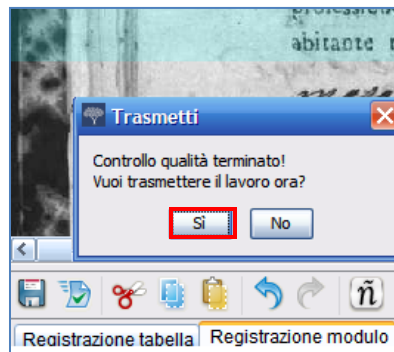 abitante
Trasmetti
Controllo qualità terminato!
Vuoi trasmettere il lavoro ora?
Sì No
ñ
Registrazione tabella Registrazione modulo